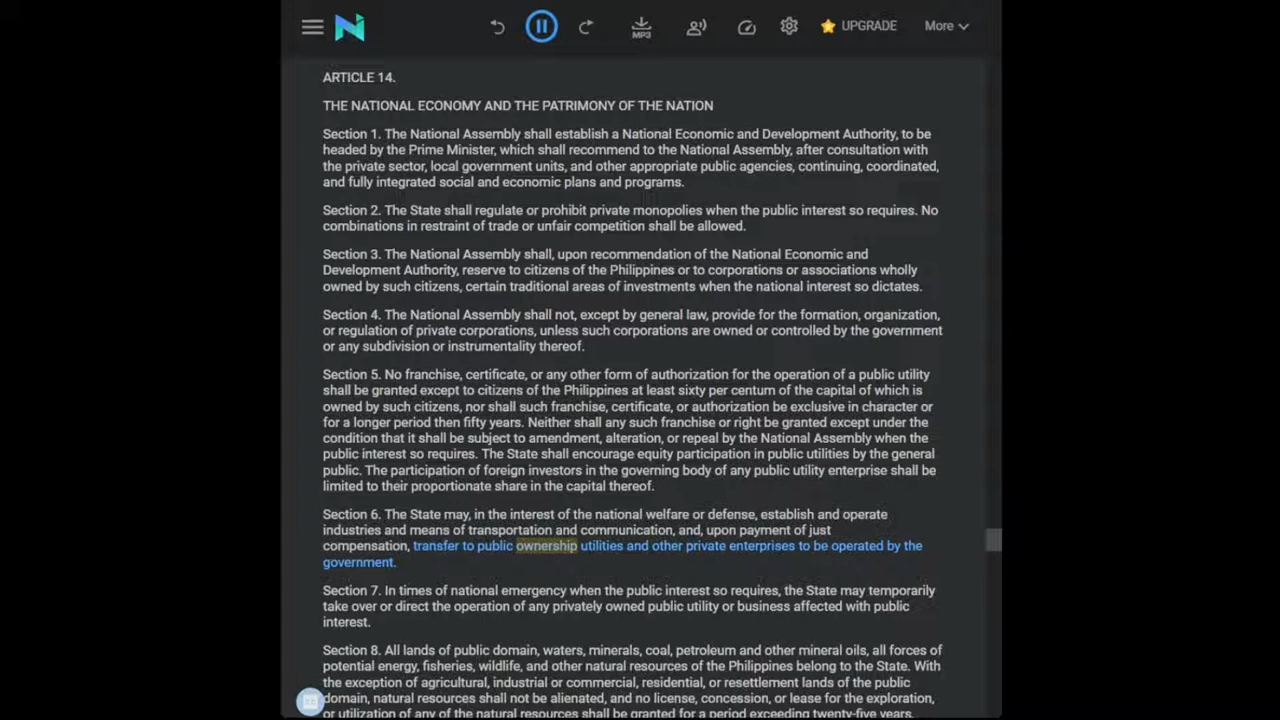 MP3
UPGRADE
More
ARTICLE 14.
THE NATIONAL ECONOMY AND THE PATRIMONY OF THE NATION
Section 1. The National Assembly shall establish a National Economic and Development Authority, to be
headed by the Prime Minister, which shall recommend to the National Assembly, after consultation with
the private sector, local government units, and other appropriate public agencies, continuing, coordinated,
and fully integrated social and economic plans and programs.
Section 2. The State shall regulate or prohibit private monopolies when the public interest so requires. No
combinations in restraint of trade or unfair competition shall be allowed.
Section 3. The National Assembly shall, upon recommendation of the National Economic and
Development Authority, reserve to citizens of the Philippines or to corporations or associations wholly
owned by such citizens, certain traditional areas of investments when the national interest so dictates.
Section 4. The National Assembly shall not, except by general law, provide for the formation, organization,
or regulation of private corporations, unless such corporations are owned or controlled by the government
or any subdivision or instrumentality thereof.
Section 5. No franchise, certificate, or any other form of authorization for the operation of a public utility
shall be granted except to citizens of the Philippines at least sixty per centum of the capital of which is
owned by such citizens, nor shall such franchise, certificate, or authorization be exclusive in character or
for a longer period then fifty years. Neither shall any such franchise or right be granted except under the
condition that it shall be subject to amendment, alteration, or repeal by the National Assembly when the
public interest so requires. The State shall encourage equity participation in public utilities by the general
public. The participation of foreign investors in the governing body of any public utility enterprise shall be
limited to their proportionate share in the capital thereof.
Section 6. The State may, in the interest of the national welfare or defense, establish and operate
industries and means of transportation and communication, and, upon payment of just
compensation, transfer to public ownership utilities and other private enterprises to be operated by the
government.
Section 7. In times of national emergency when the public interest so requires, the State may temporarily
take over or direct the operation of any privately owned public utility or business affected with public
interest.
Section 8. All lands of public domain, waters, minerals, coal, petroleum and other mineral oils, all forces of
potential energy, fisheries, wildlife, and other natural resources of the Philippines belong to the State. With
the exception of agricultural, industrial or commercial, residential, or resettlement lands of the public
domain, natural resources shall not be alienated, and no license, concession, or lease for the exploration,
or utilization of any of the natural resources shall be granted for a period exceeding twenty-five years,